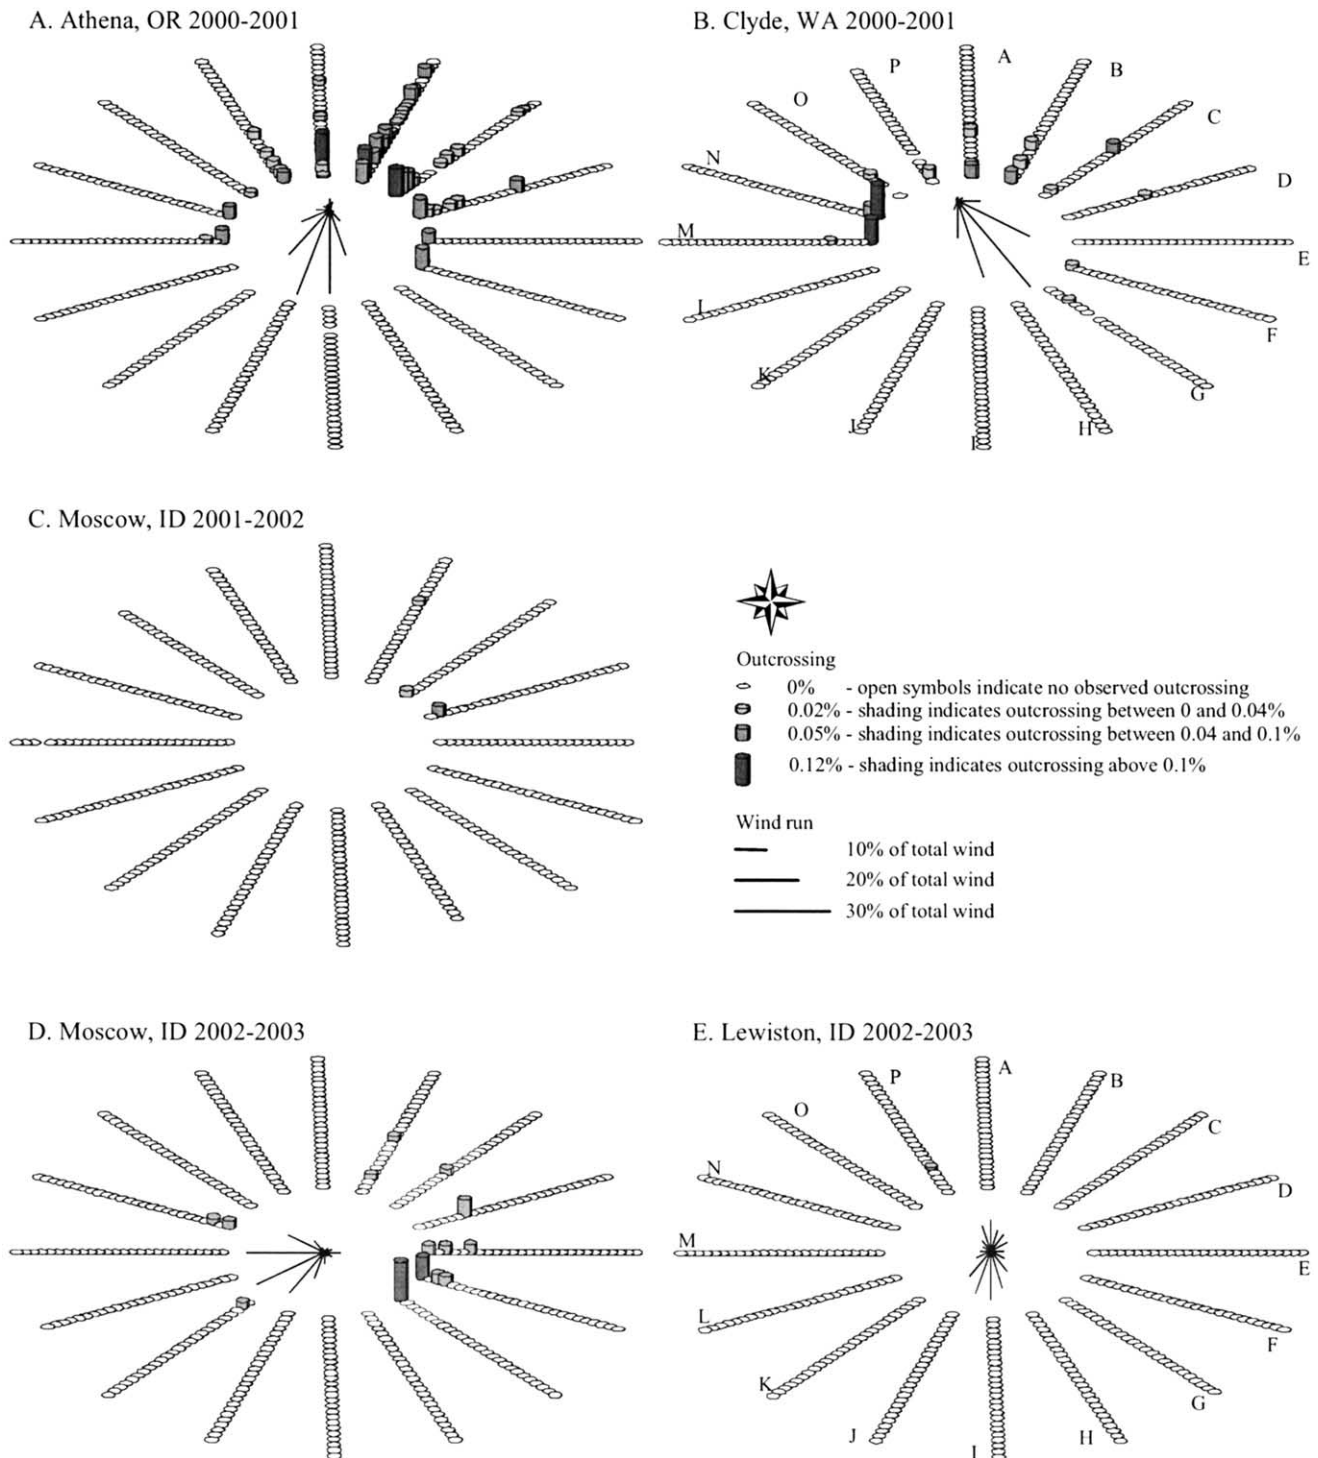 A. Athena, OR 2000-2001
B. Clyde, WA 2000-2001
A
P
B
O
C
N
D
M
E
L
F
K
G
J
H
I
C. Moscow, ID 2001-2002
Outcrossing
0% - open symbols indicate no observed outcrossing
0.02% - shading indicates outcrossing between 0 and 0.04%
0.05% - shading indicates outcrossing between 0.04 and 0.1%
0.12% - shading indicates outcrossing above 0.1%
Wind run
10% of total wind
20% of total wind
30% of total wind
D. Moscow, ID 2002-2003
E. Lewiston, ID 2002-2003
A
P
B
O
C
N
D
M
E
L
F
K
G
J
H
I